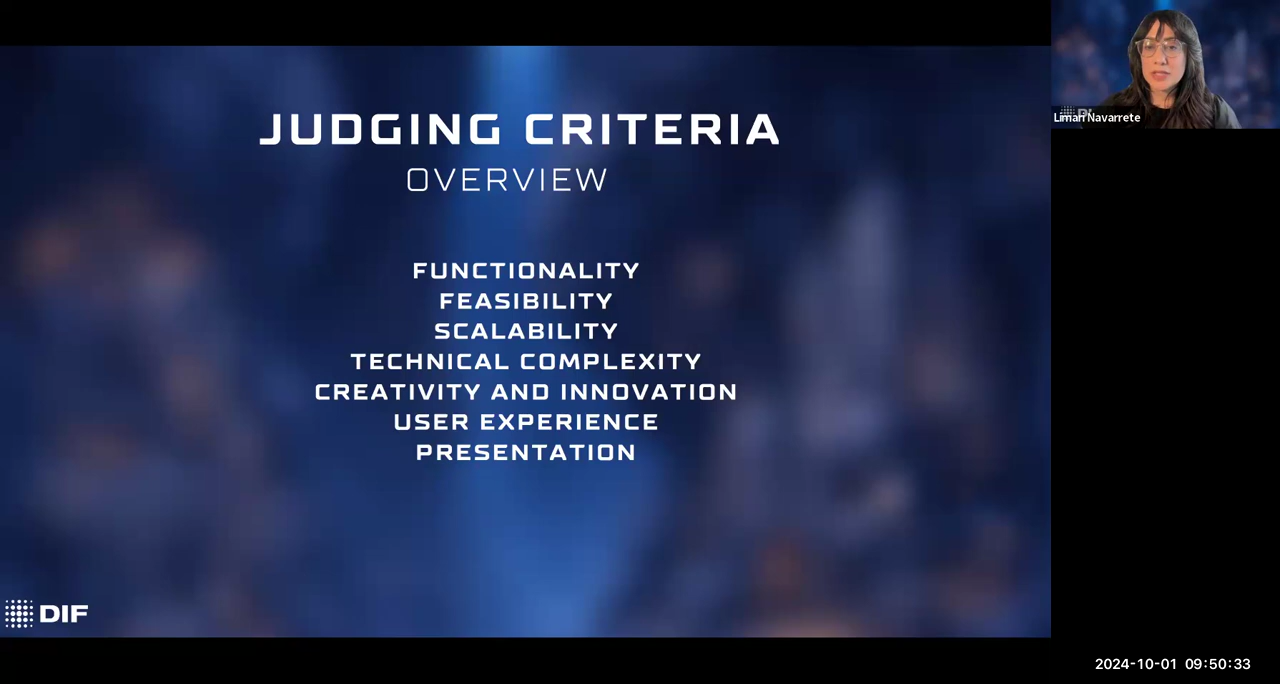 JUDGING CRITERIA
OVERVIEW
FUNCTIONALITY
FEASIBILITY
SCALABILITY
TECHNICAL COMPLEXITY
CREATIVITY AND INNOVATION
USER EXPERIENCE
PRESENTATION
DIF
Liman Navarrete
2024-10-01 09:50:33